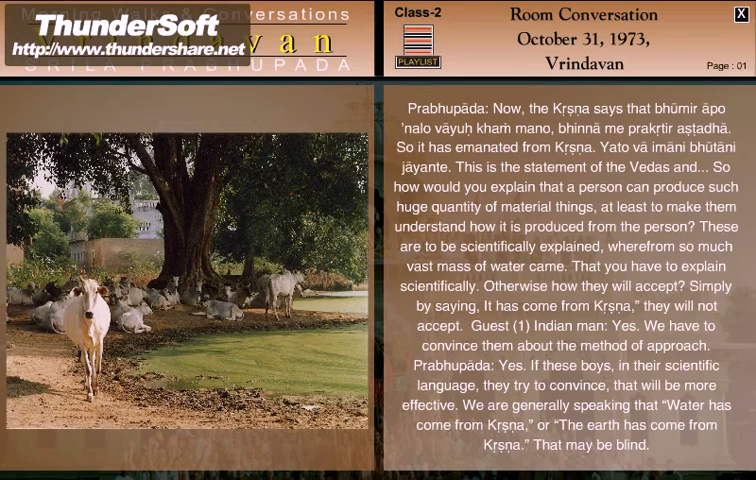 Morning Walks & Conversations
ThunderSoft
http://www.thundershare.net
Vrindavan
SRILA PRABHUPADA
Class-2
PLAYLIST
Room Conversation
October 31, 1973,
Vrindavan
X
Page : 01
Prabhupāda: Now, the Kṛṣṇa says that bhūmir āpo
’nalo vāyuḥ khaṁ mano, bhinnā me prakṛtir aṣṭadhā.
So it has emanated from Kṛṣṇa. Yato vā imāni bhūtāni
jāyante. This is the statement of the Vedas and... So
how would you explain that a person can produce such
huge quantity of material things, at least to make them
understand how it is produced from the person? These
are to be scientifically explained, wherefrom so much
vast mass of water came. That you have to explain
scientifically. Otherwise how they will accept? Simply
by saying, It has come from Kṛṣṇa,” they will not
accept. Guest (1) Indian man: Yes. We have to
convince them about the method of approach.
Prabhupāda: Yes. If these boys, in their scientific
language, they try to convince, that will be more
effective. We are generally speaking that “Water has
come from Kṛṣṇa,” or “The earth has come from
Kṛṣṇa.” That may be blind.